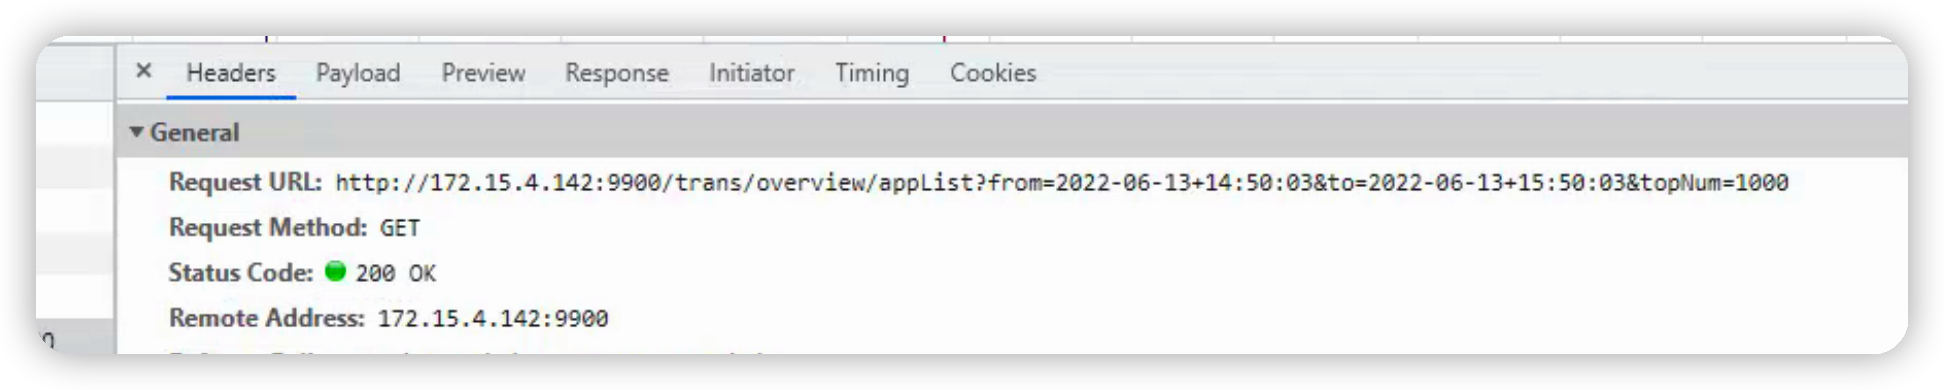 × Headers Payload Preview Response Initiator Timing Cookies
▼ General
Request URL: http://172.15.4.142:9900/trans/overview/appList?from=2022-06-13+14:50:03&to=2022-06-13+15:50:03&topNum=1000
Request Method: GET
Status Code: 200 OK
Remote Address: 172.15.4.142:9900